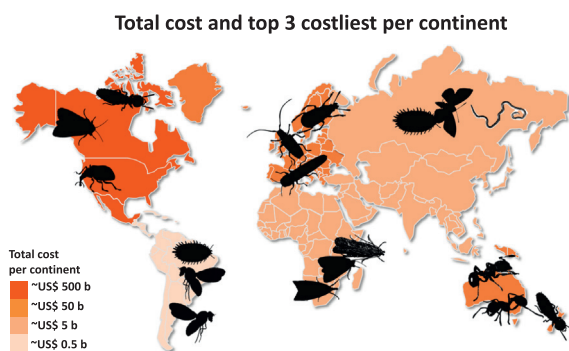 Total cost and top 3 costliest per continent
Total cost
per continent
~US$ 500 b
~US$ 50 b
~US$ 5 b
~US$ 0.5 b